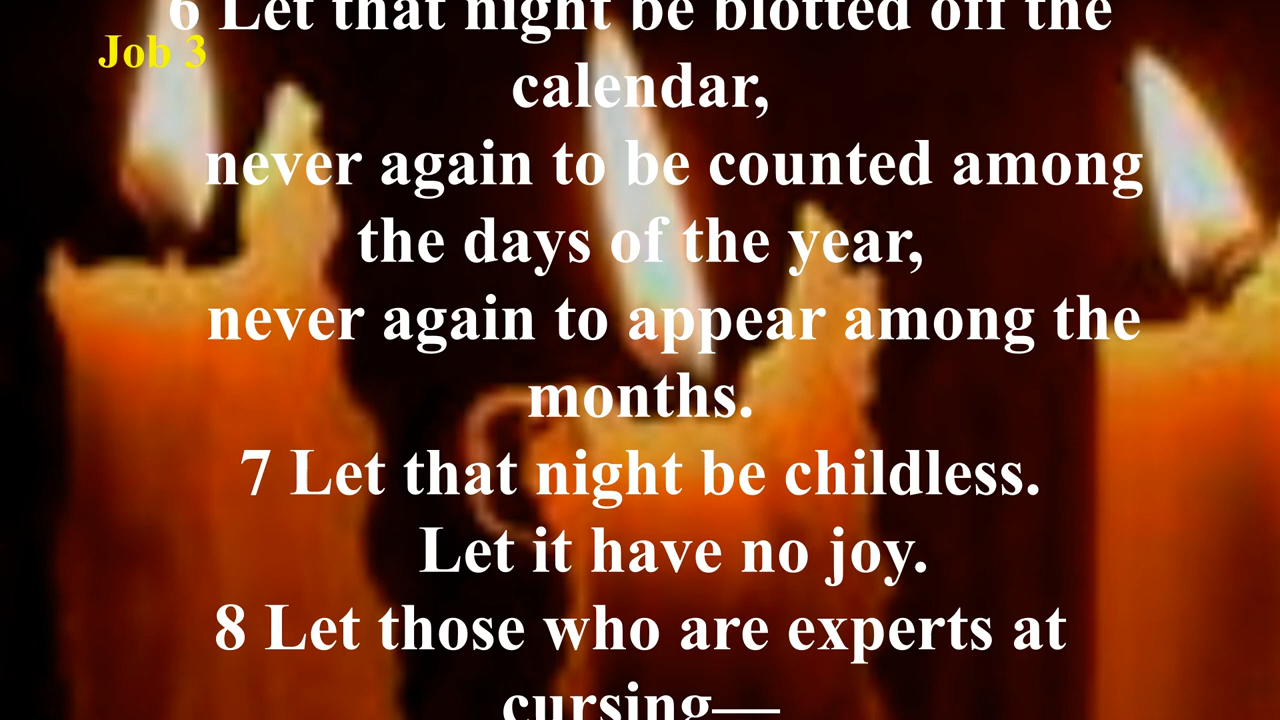 6 Let that night be blotted off the
Job 3
calendar,
never again to be counted among
the days of the year,
never again to appear among the
months.
7 Let that night be childless.
Let it have no joy.
8 Let those who are experts at
cursing—